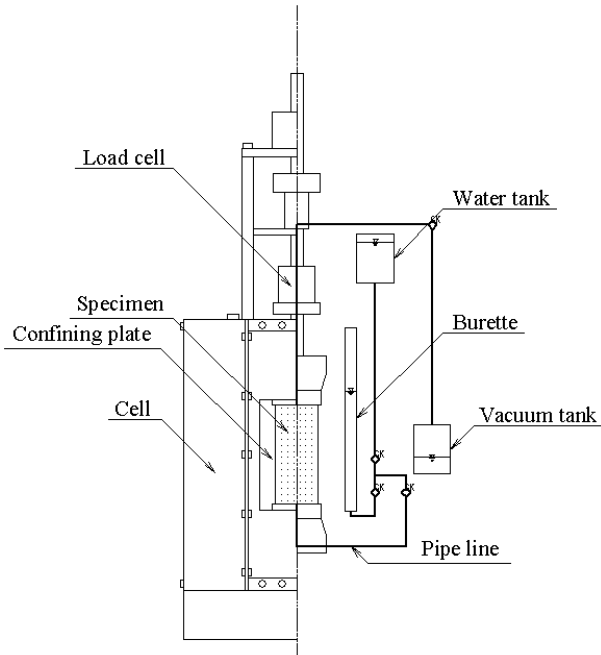 Load cell
Water tank
Specimen
Confining plate
Burette
Cell
Vacuum tank
Pipe line